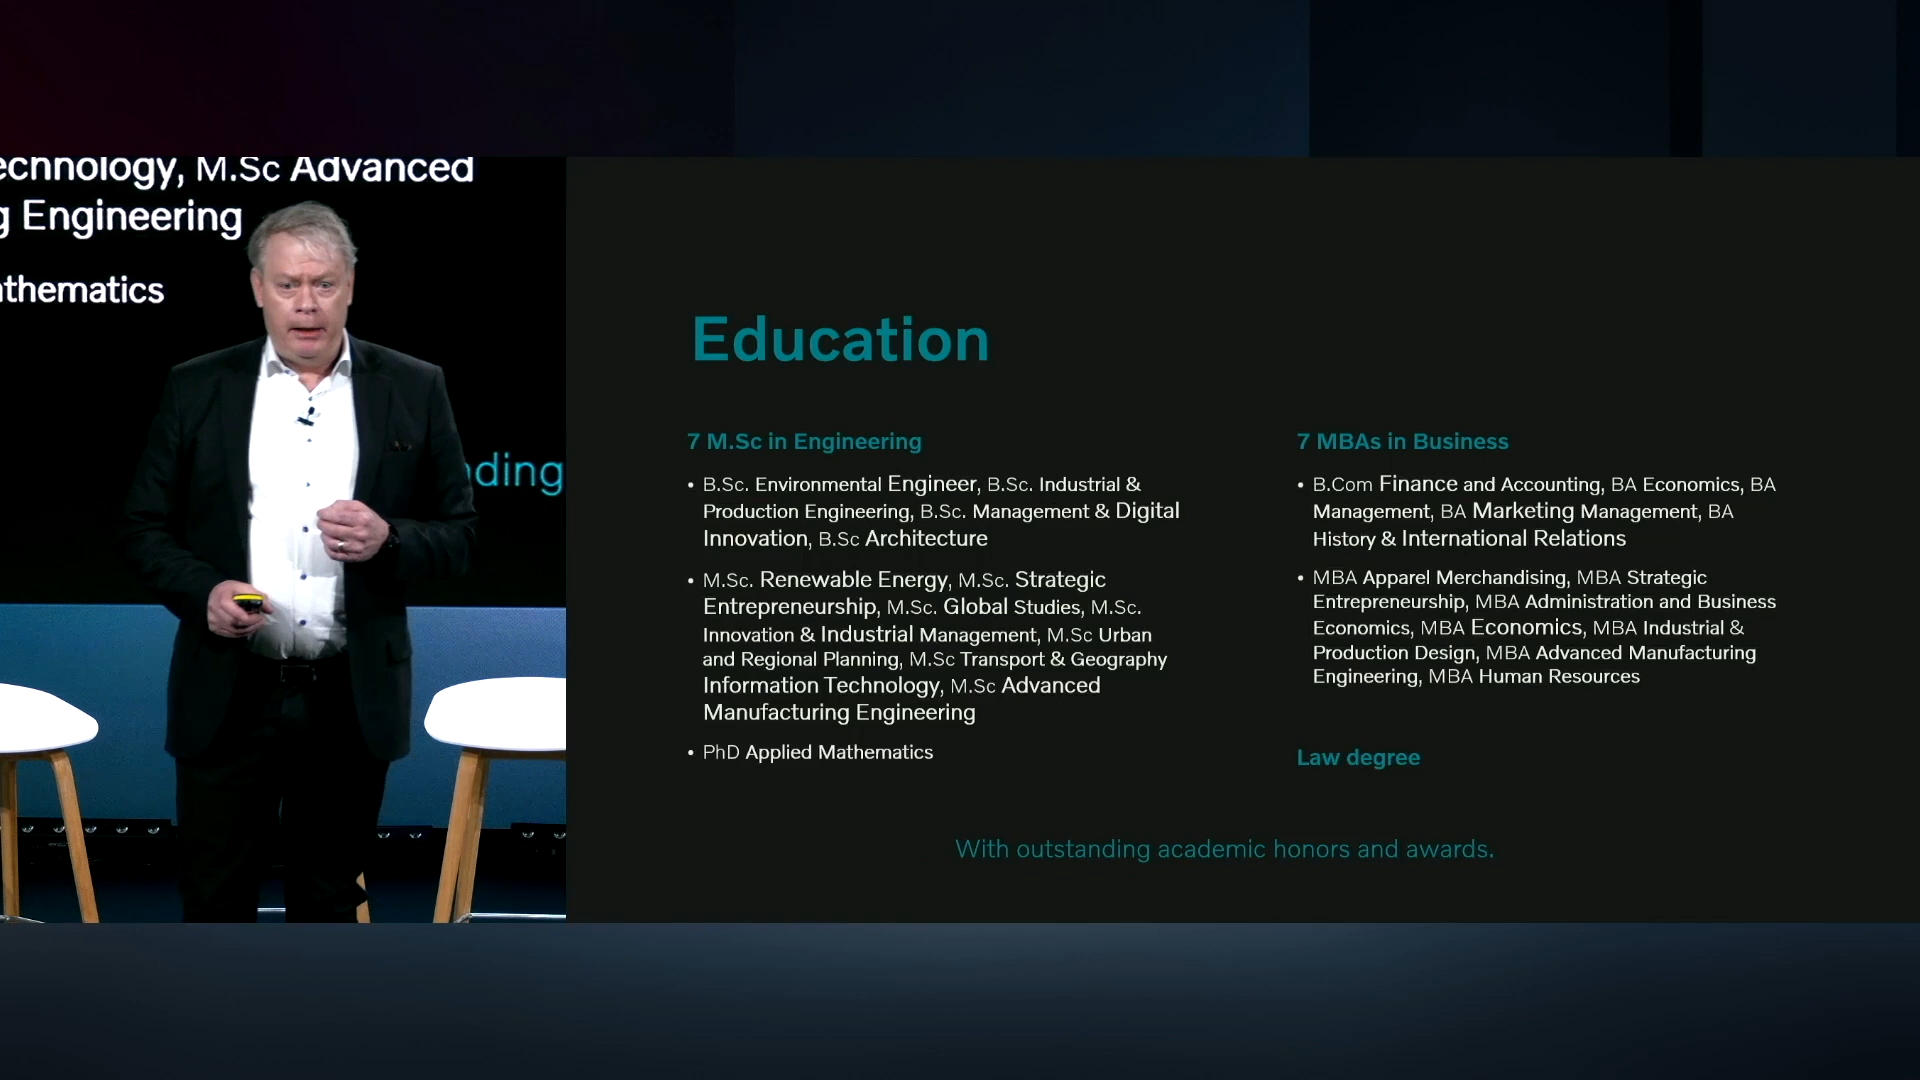 echnology, M.Sc Advanced
g Engineering
thematics
nding
Education
7 M.Sc in Engineering
• B.Sc. Environmental Engineer, B.Sc. Industrial &
Production Engineering, B.Sc. Management & Digital
Innovation, B.Sc Architecture
• M.Sc. Renewable Energy, M.Sc. Strategic
Entrepreneurship, M.Sc. Global Studies, M.Sc.
Innovation & Industrial Management, M.Sc Urban
and Regional Planning, M.Sc Transport & Geography
Information Technology, M.Sc Advanced
Manufacturing Engineering
• PhD Applied Mathematics
7 MBAs in Business
• B.Com Finance and Accounting, BA Economics, BA
Management, BA Marketing Management, BA
History & International Relations
• MBA Apparel Merchandising, MBA Strategic
Entrepreneurship, MBA Administration and Business
Economics, MBA Economics, MBA Industrial &
Production Design, MBA Advanced Manufacturing
Engineering, MBA Human Resources
Law degree
With outstanding academic honors and awards.